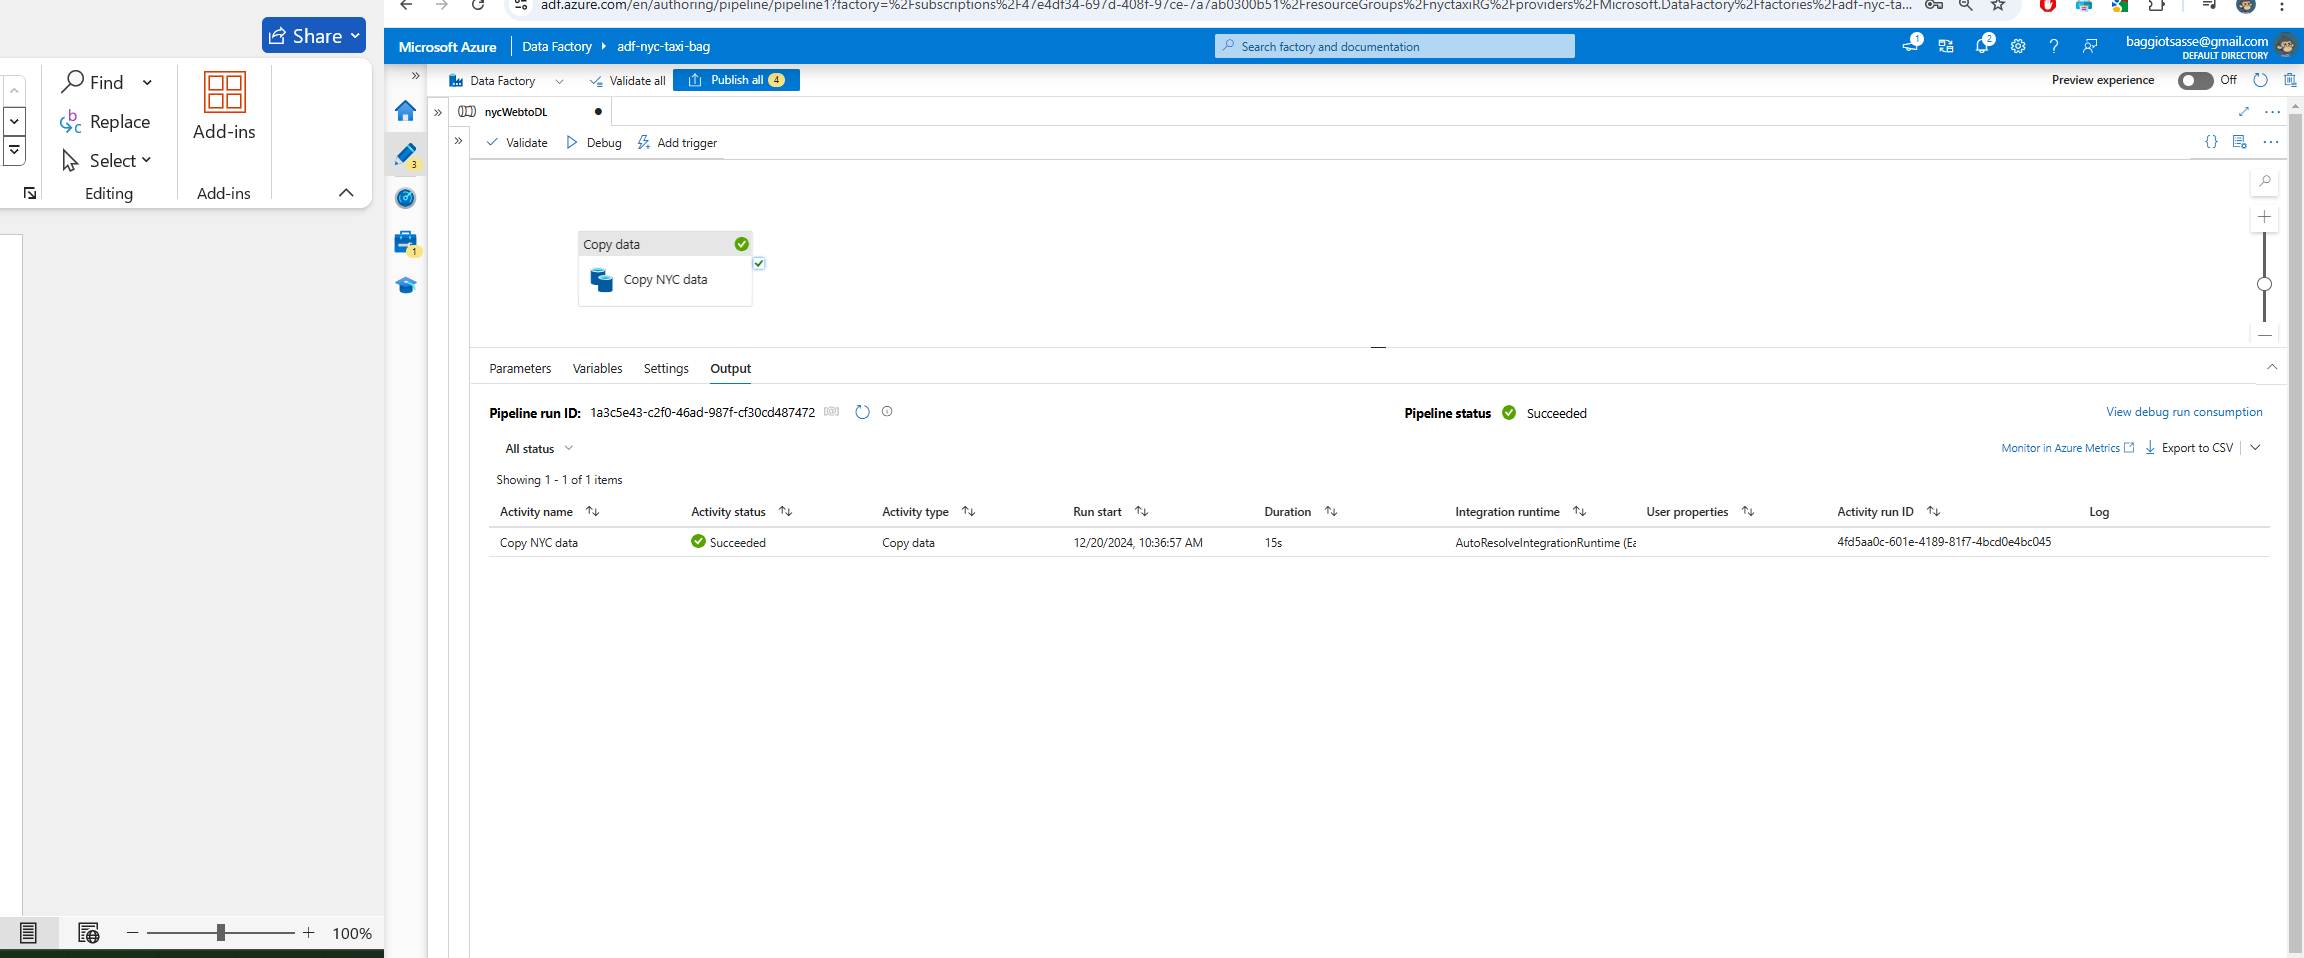 Share
Find
Replace
Select
Editing
Add-ins
Add-ins
100%
adf.azure.com/en/authoring/pipeline/pipeline1?factory=%2Fsubscriptions%2F47e4df34-697d-408f-97ce-7a7ab0300b51%2FresourceGroups%2FnyctaxiRG%2Fproviders%2FMicrosoft.DataFactory%2Ffactories%2Fadf-nyc-ta...
Microsoft Azure Data Factory adf-nyc-taxi-bag Search factory and documentation 1 2 baggiotsasse@gmail.com
DEFAULT DIRECTORY
Data Factory Validate all Publish all 4 Preview experience Off
nycWebtoDL
Validate Debug Add trigger
3
1
Copy data
Copy NYC data
Parameters Variables Settings Output
Pipeline run ID: 1a3c5e43-c2f0-46ad-987f-cf30cd487472 Pipeline status Succeeded View debug run consumption
All status Monitor in Azure Metrics Export to CSV
Showing 1 - 1 of 1 items
Activity name Activity status Activity type Run start Duration Integration runtime User properties Activity run ID Log
Copy NYC data Succeeded Copy data 12/20/2024, 10:36:57 AM 15s AutoResolveIntegrationRuntime (Ea 4fd5aa0c-601e-4189-81f7-4bcd0e4bc045